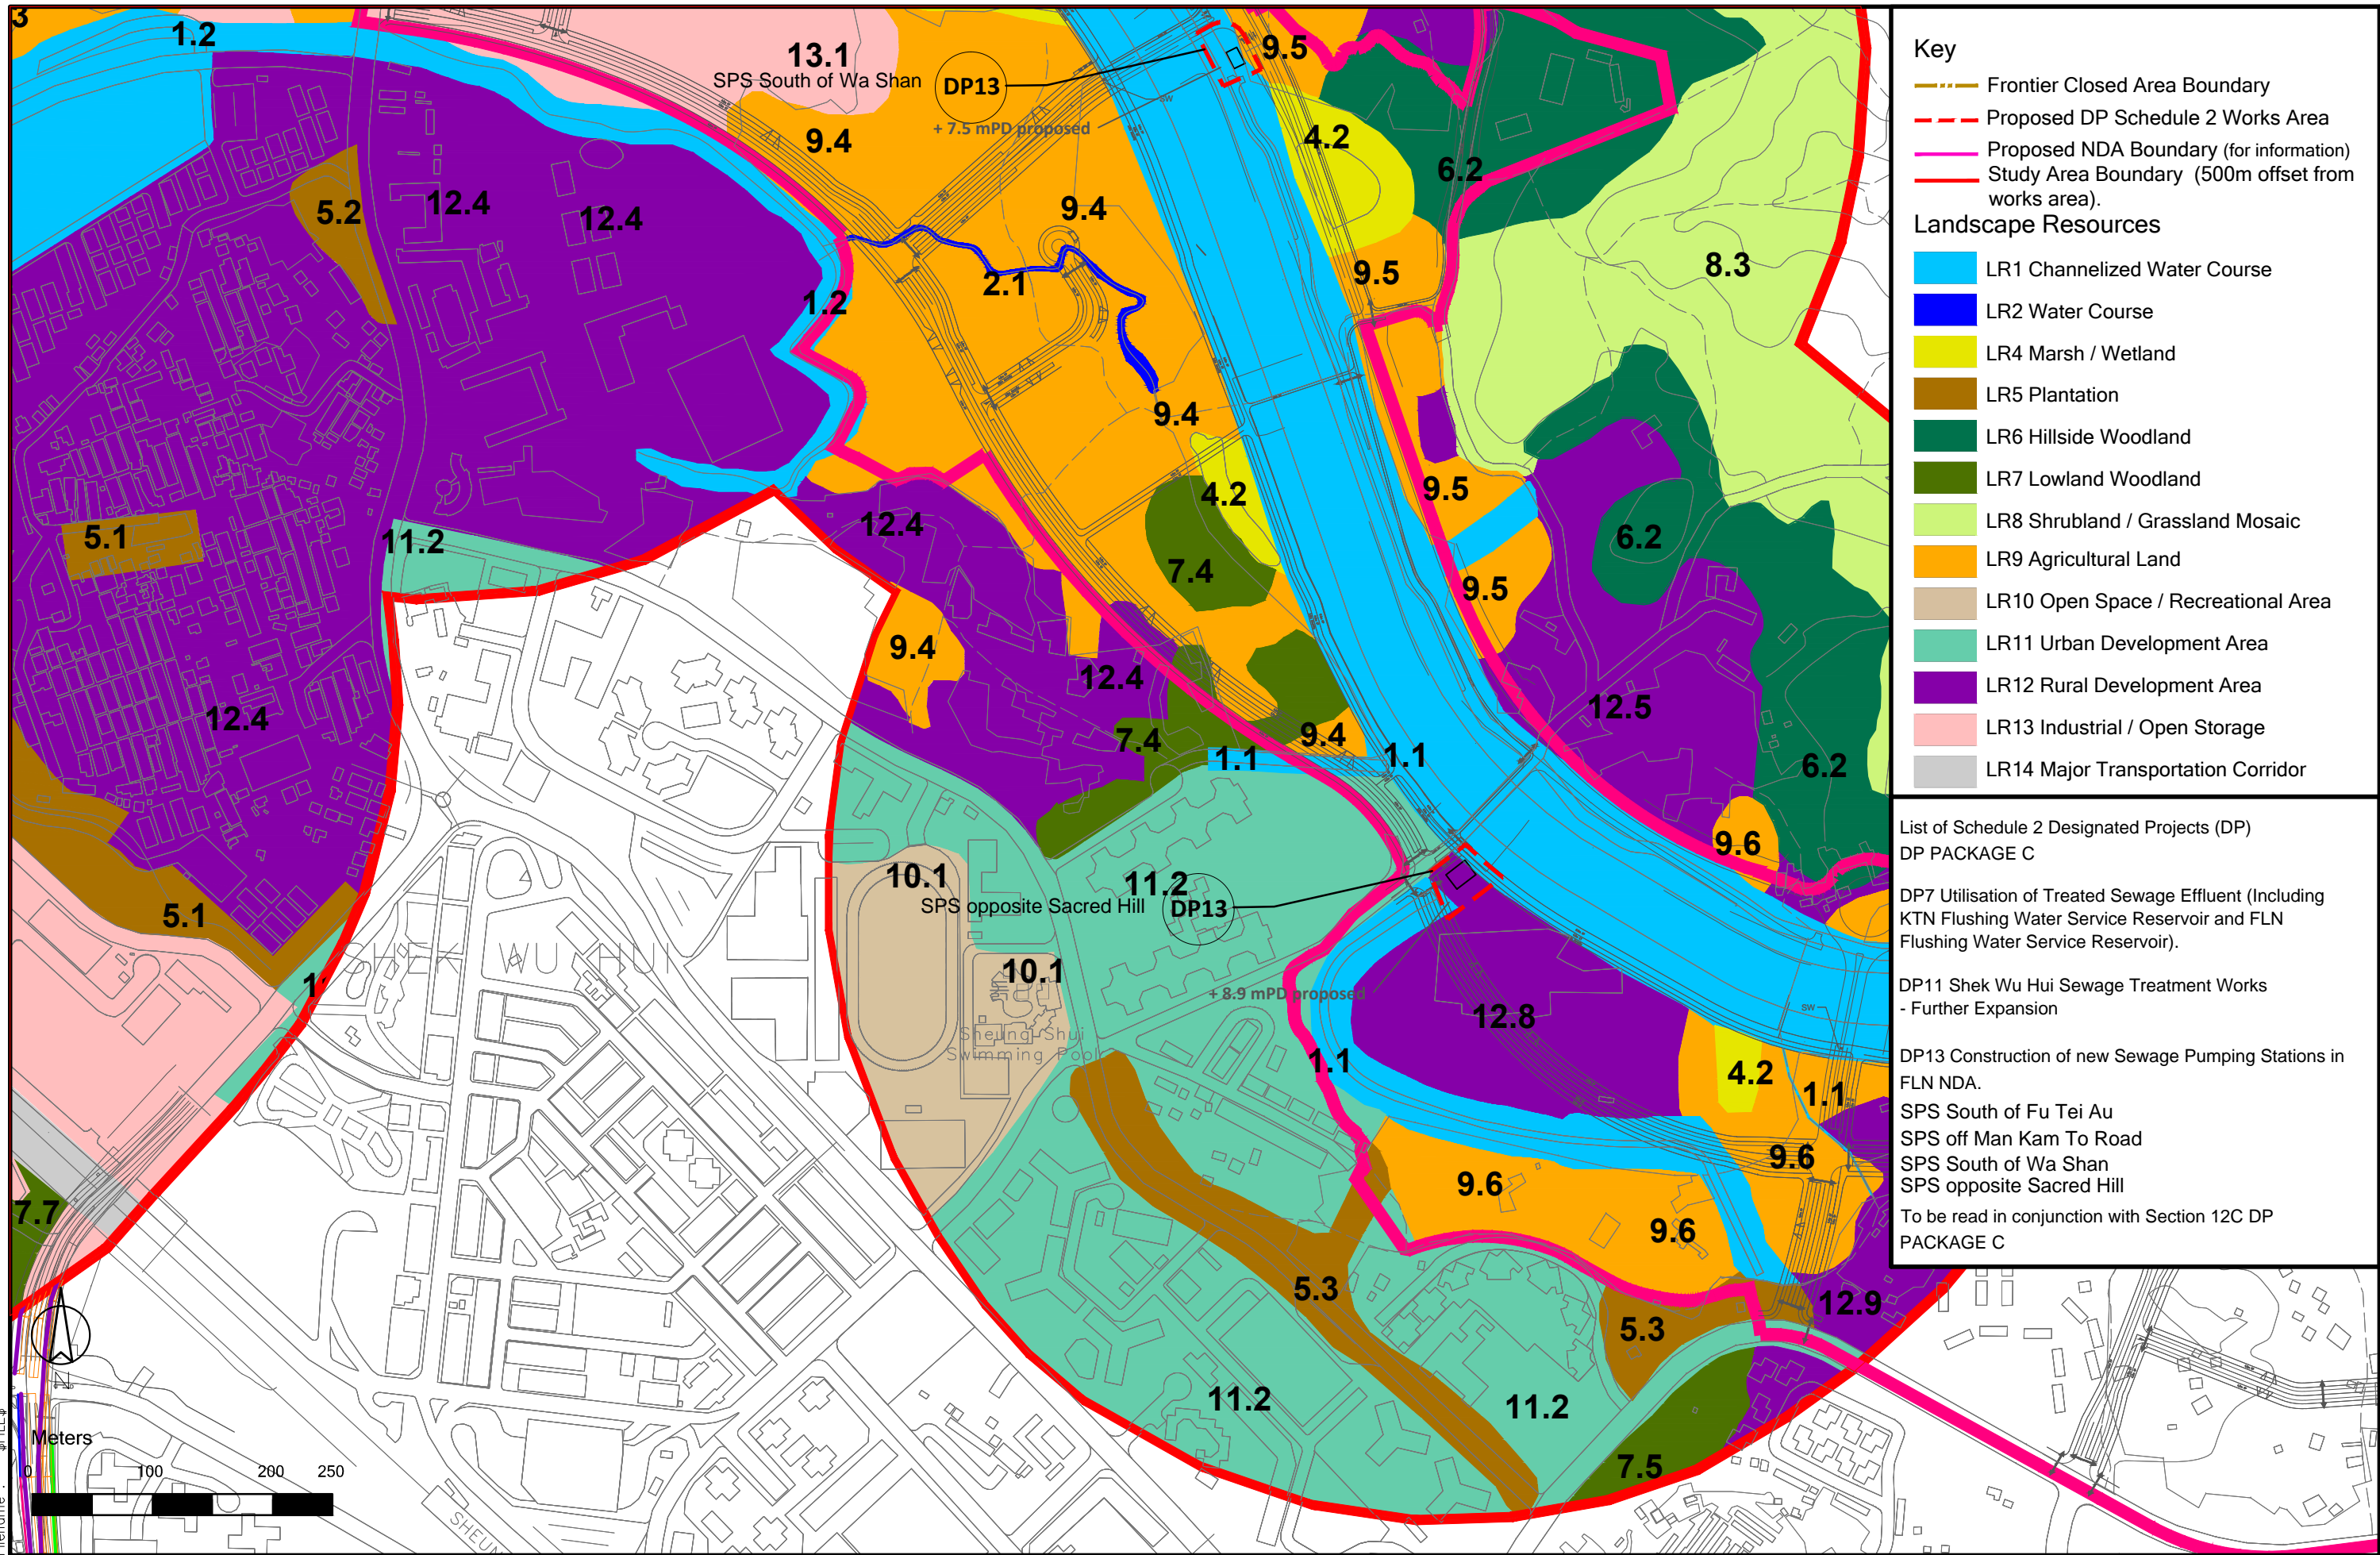 3
1.2
13.1
SPS South of Wa Shan
DP13
+ 7.5 mPD proposed
9.5
9.4
4.2
6.2
5.2
12.4
12.4
9.4
8.3
9.5
2.1
1.2
9.4
9.5
4.2
12.4
5.1
11.2
6.2
7.4
9.5
9.4
12.4
12.5
12.4
7.4
9.4
1.1
1.1
6.2
9.6
10.1
11.2
SPS opposite Sacred Hill
DP13
5.1
SHEK WU HUI
10.1
+ 8.9 mPD proposed
12.8
Sheung Shui
Swimming Pool
1.1
4.2
1.1
SW
SW
9.6
9.6
9.6
7.7
5.3
12.9
5.3
11.2
11.2
7.5
N
Meters
0 100 200 250
Key
Frontier Closed Area Boundary
Proposed DP Schedule 2 Works Area
Proposed NDA Boundary (for information)
Study Area Boundary (500m offset from
works area).
Landscape Resources
LR1 Channelized Water Course
LR2 Water Course
LR4 Marsh / Wetland
LR5 Plantation
LR6 Hillside Woodland
LR7 Lowland Woodland
LR8 Shrubland / Grassland Mosaic
LR9 Agricultural Land
LR10 Open Space / Recreational Area
LR11 Urban Development Area
LR12 Rural Development Area
LR13 Industrial / Open Storage
LR14 Major Transportation Corridor
List of Schedule 2 Designated Projects (DP)
DP PACKAGE C
DP7 Utilisation of Treated Sewage Effluent (Including
KTN Flushing Water Service Reservoir and FLN
Flushing Water Service Reservoir).
DP11 Shek Wu Hui Sewage Treatment Works
- Further Expansion
DP13 Construction of new Sewage Pumping Stations in
FLN NDA.
SPS South of Fu Tei Au
SPS off Man Kam To Road
SPS South of Wa Shan
SPS opposite Sacred Hill
To be read in conjunction with Section 12C DP
PACKAGE C